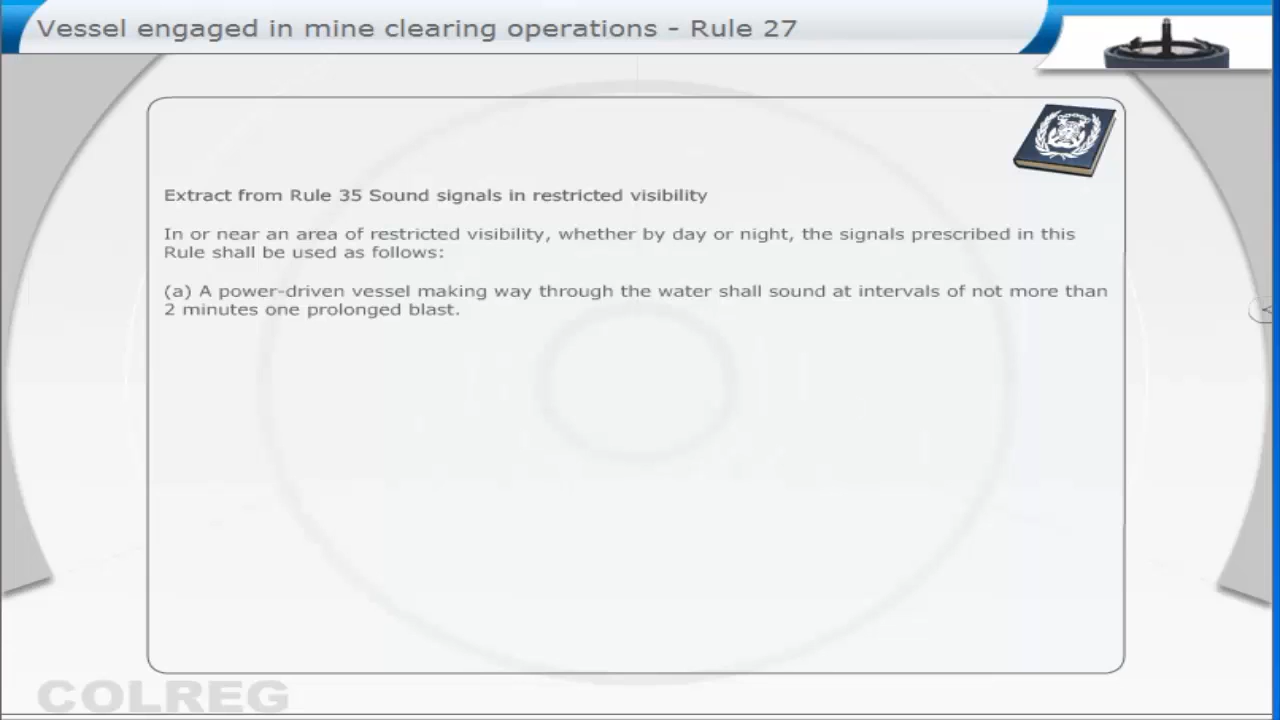 Vessel engaged in mine clearing operations - Rule 27
Extract from Rule 35 Sound signals in restricted visibility
In or near an area of restricted visibility, whether by day or night, the signals prescribed in this
Rule shall be used as follows:
(a) A power-driven vessel making way through the water shall sound at intervals of not more than
2 minutes one prolonged blast.
COLREG